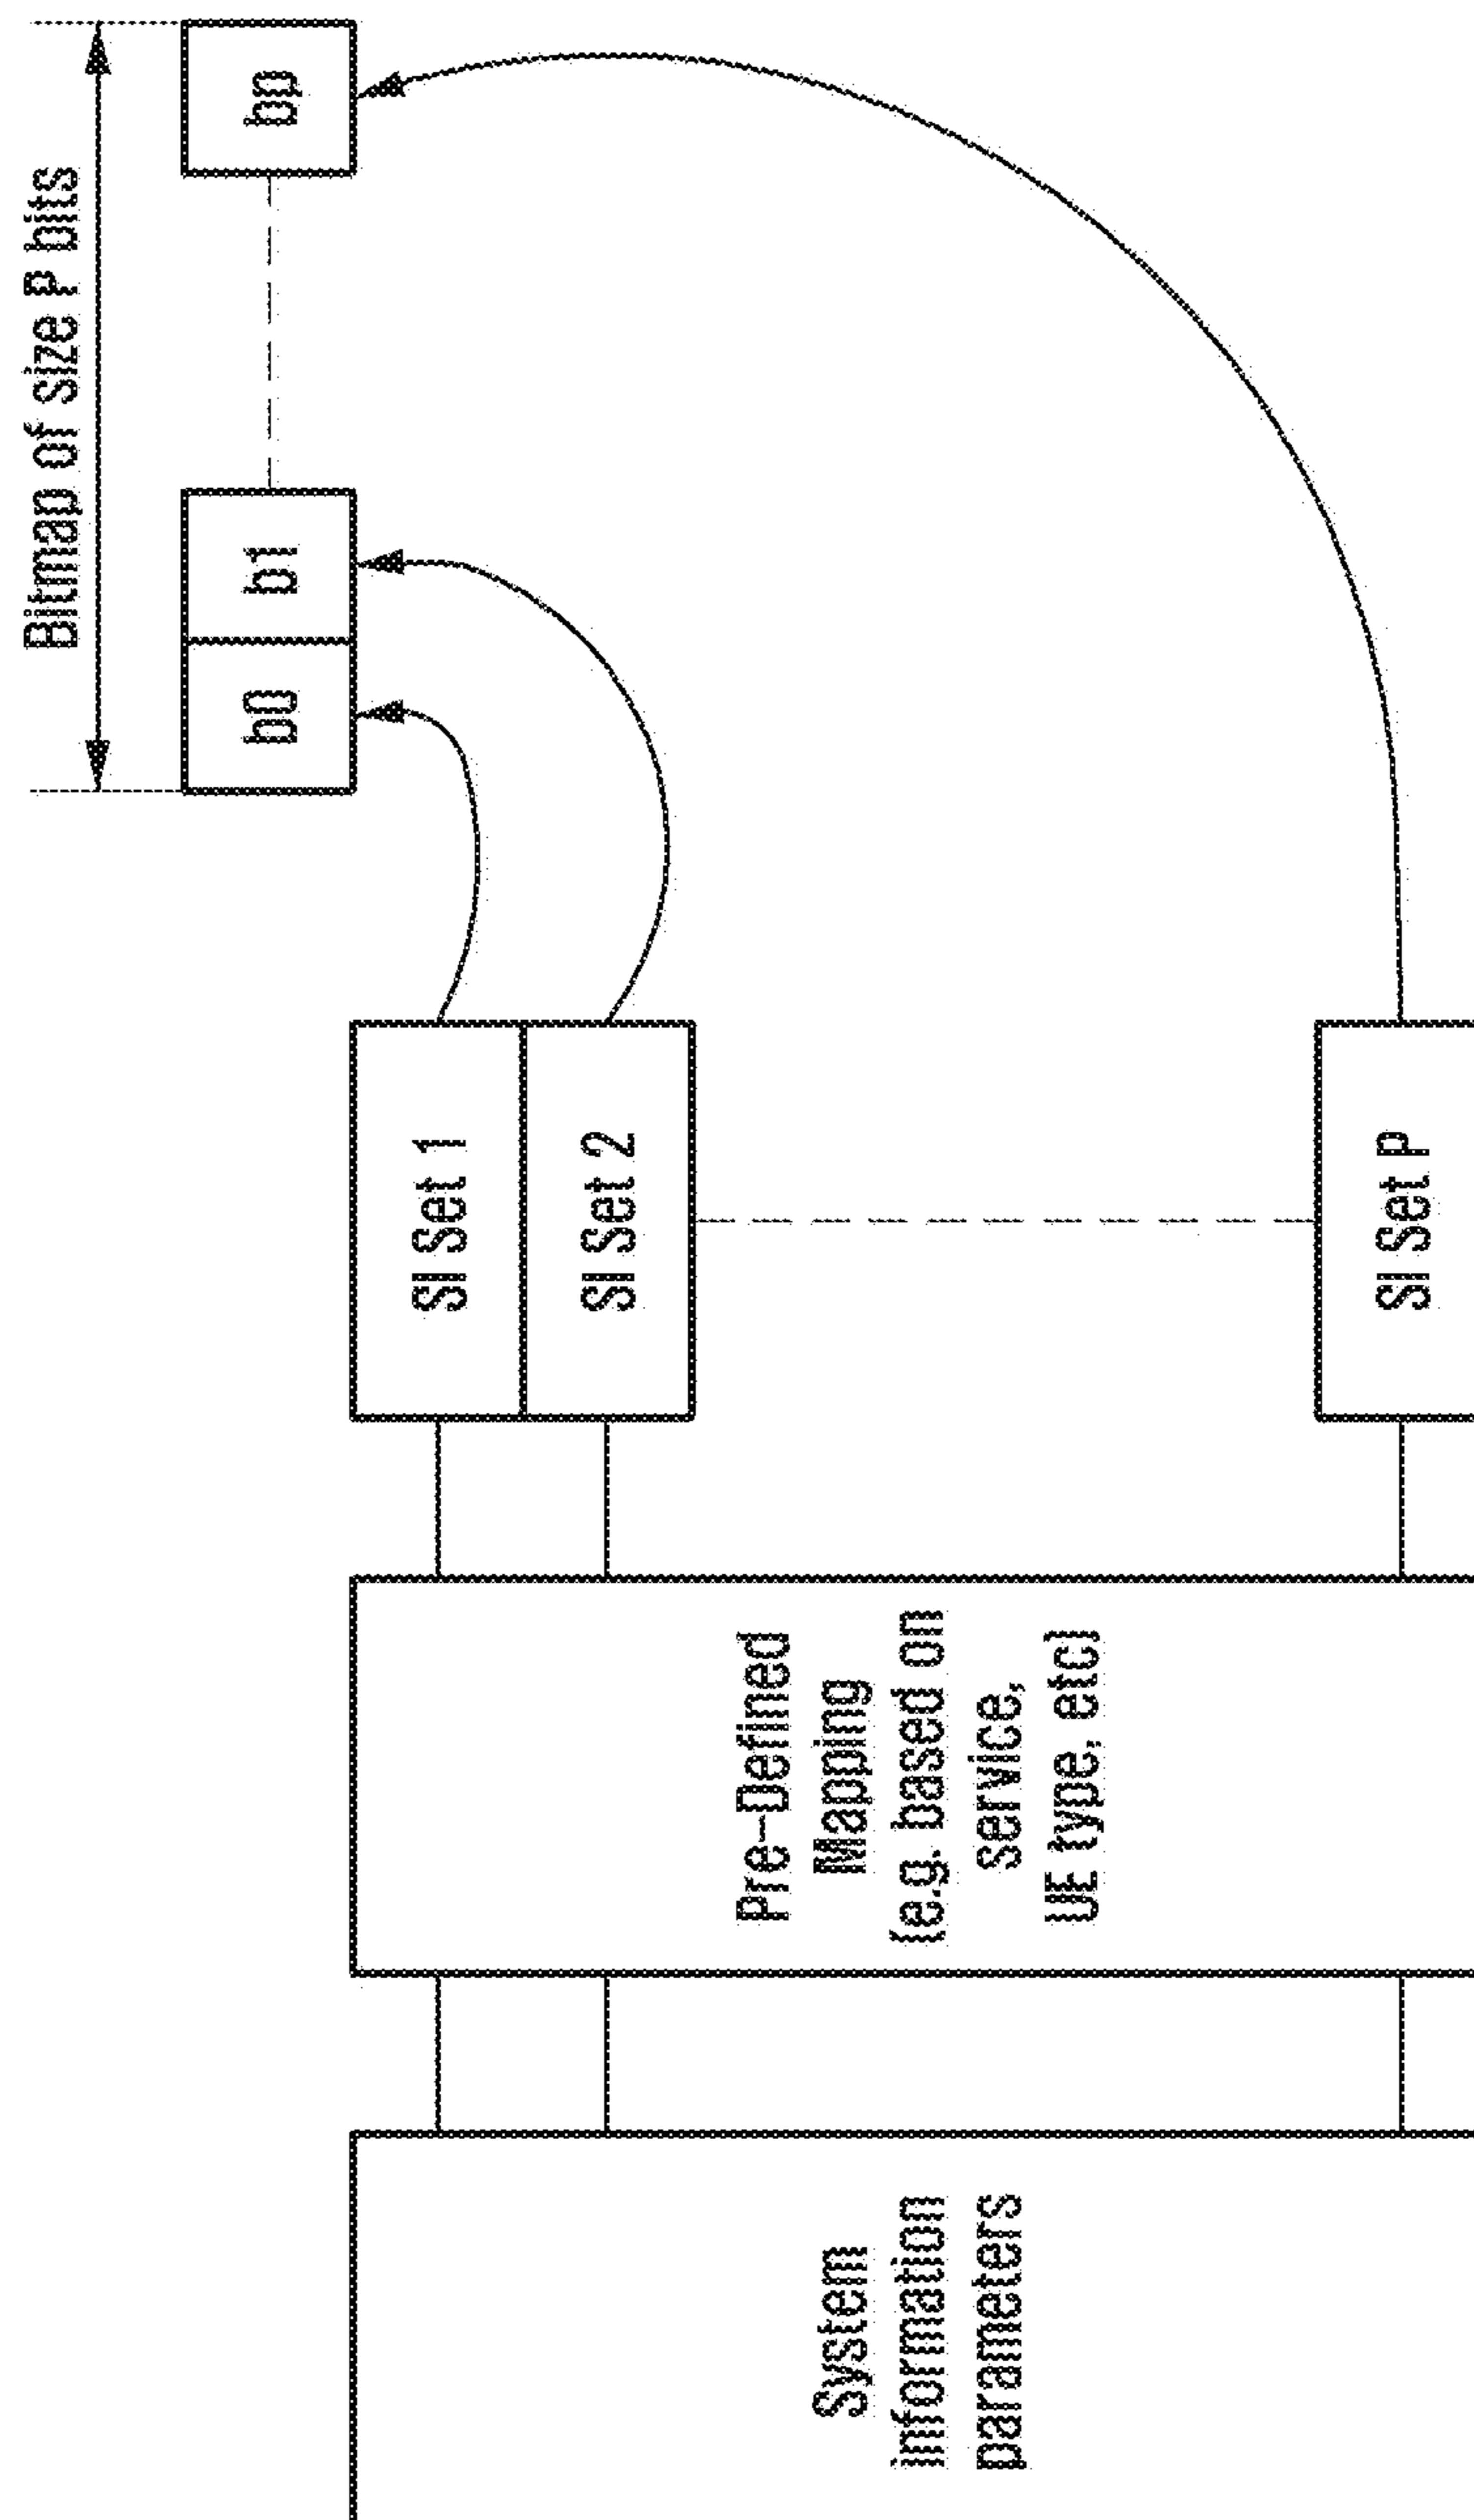 Bitmap of size P bits
b0
b1
bp
SI Set 1
SI Set 2
SI Set P
Pre-Defined
Mapping
(e.g. based on
service,
UE type, etc)
System
information
parameters